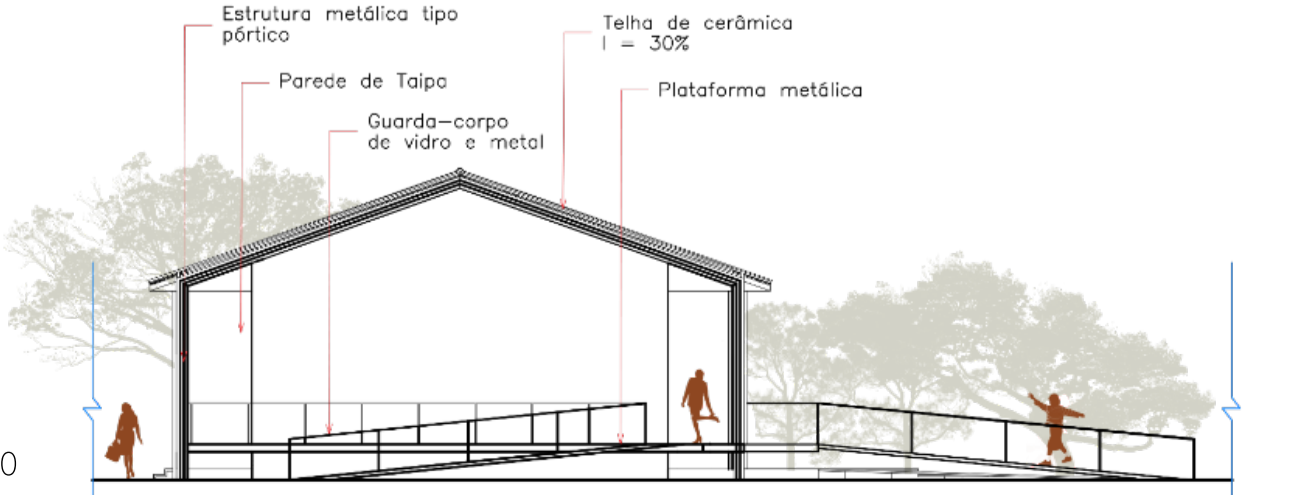 Estrutura metálica tipo
pórtico
Telha de cerâmica
I = 30%
Parede de Taipa
Plataforma metálica
Guarda-corpo
de vidro e metal
0